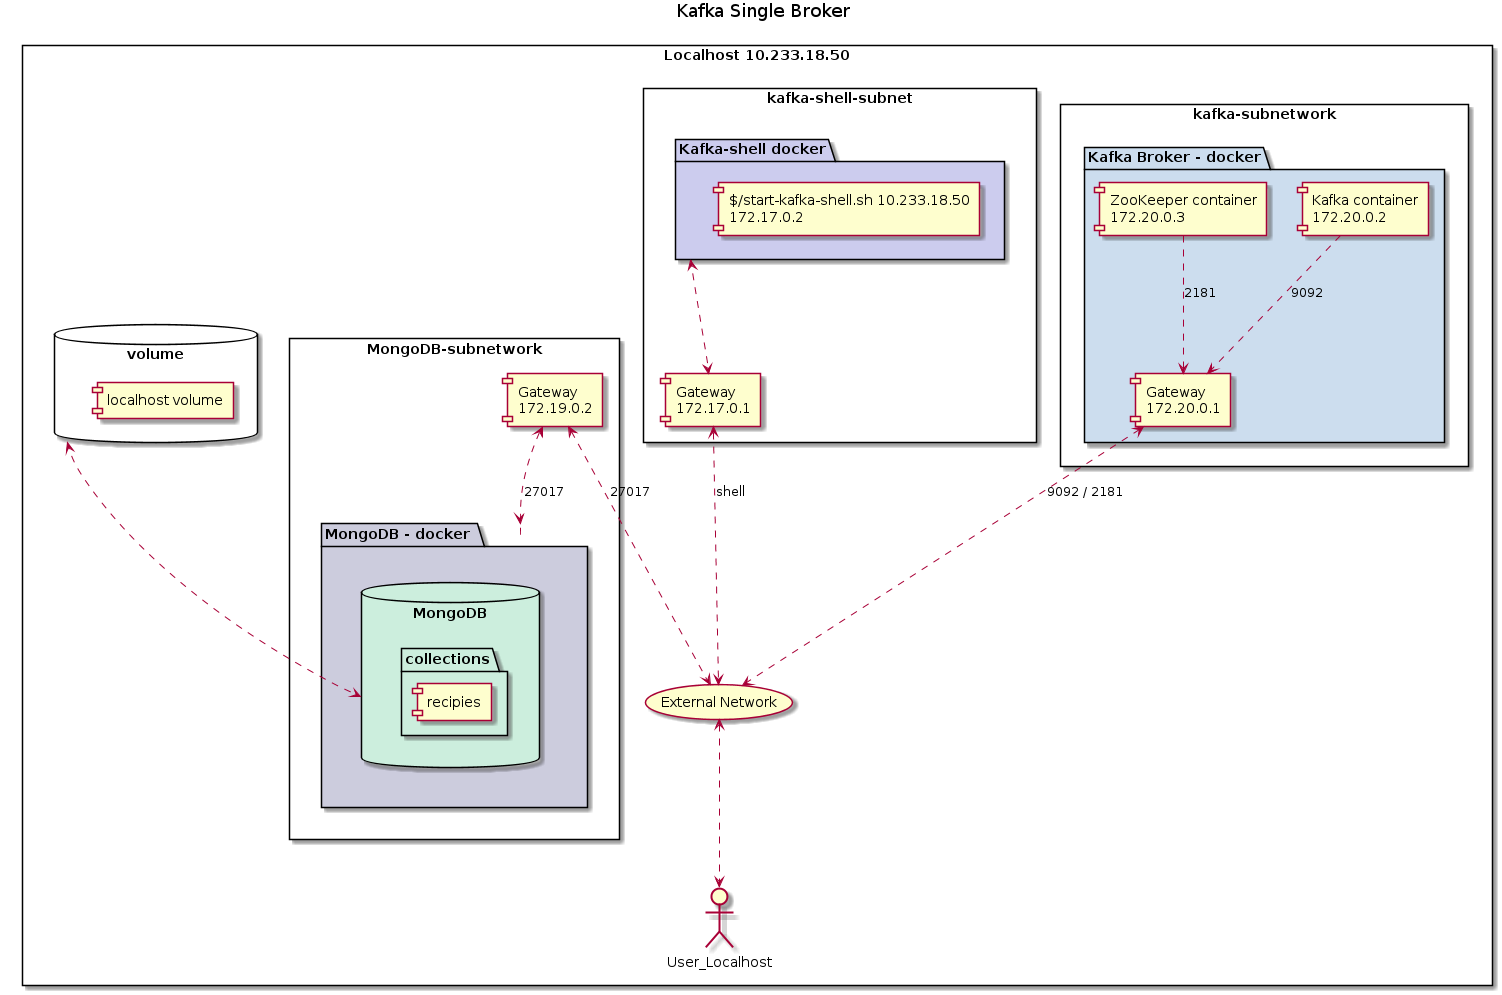 Kafka Single Broker
Localhost 10.233.18.50
kafka-shell-subnet
kafka-subnetwork
Kafka-shell docker
Kafka Broker - docker
$/start-kafka-shell.sh 10.233.18.50
172.17.0.2
ZooKeeper container
172.20.0.3
Kafka container
172.20.0.2
2181
9092
volume
localhost volume
MongoDB-subnetwork
Gateway
172.19.0.2
Gateway
172.17.0.1
Gateway
172.20.0.1
27017
27017
shell
9092 / 2181
MongoDB - docker
MongoDB
collections
recipies
External Network
User_Localhost